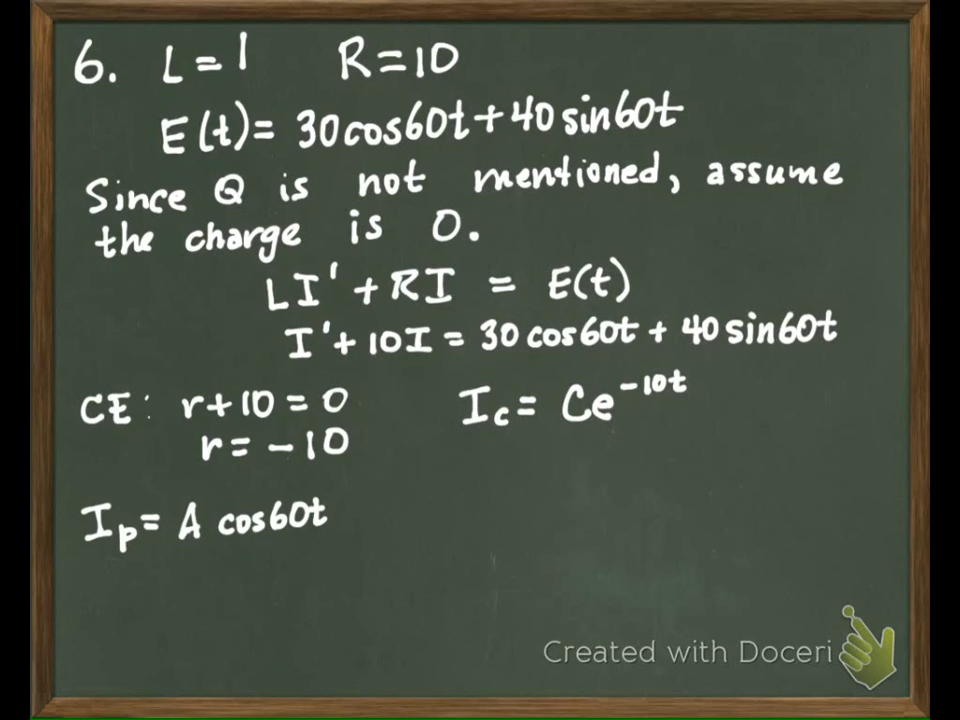 6. L = 1 R = 10
E(t) = 30cos60t + 40sin60t
Since Q is not mentioned, assume
the charge is 0.
LI' + RI = E(t)
I' + 10I = 30cos60t + 40sin60t
CE: r + 10 = 0 I_c = Ce^{-10t}
r = -10
I_p = A cos60t
Created with Doceri